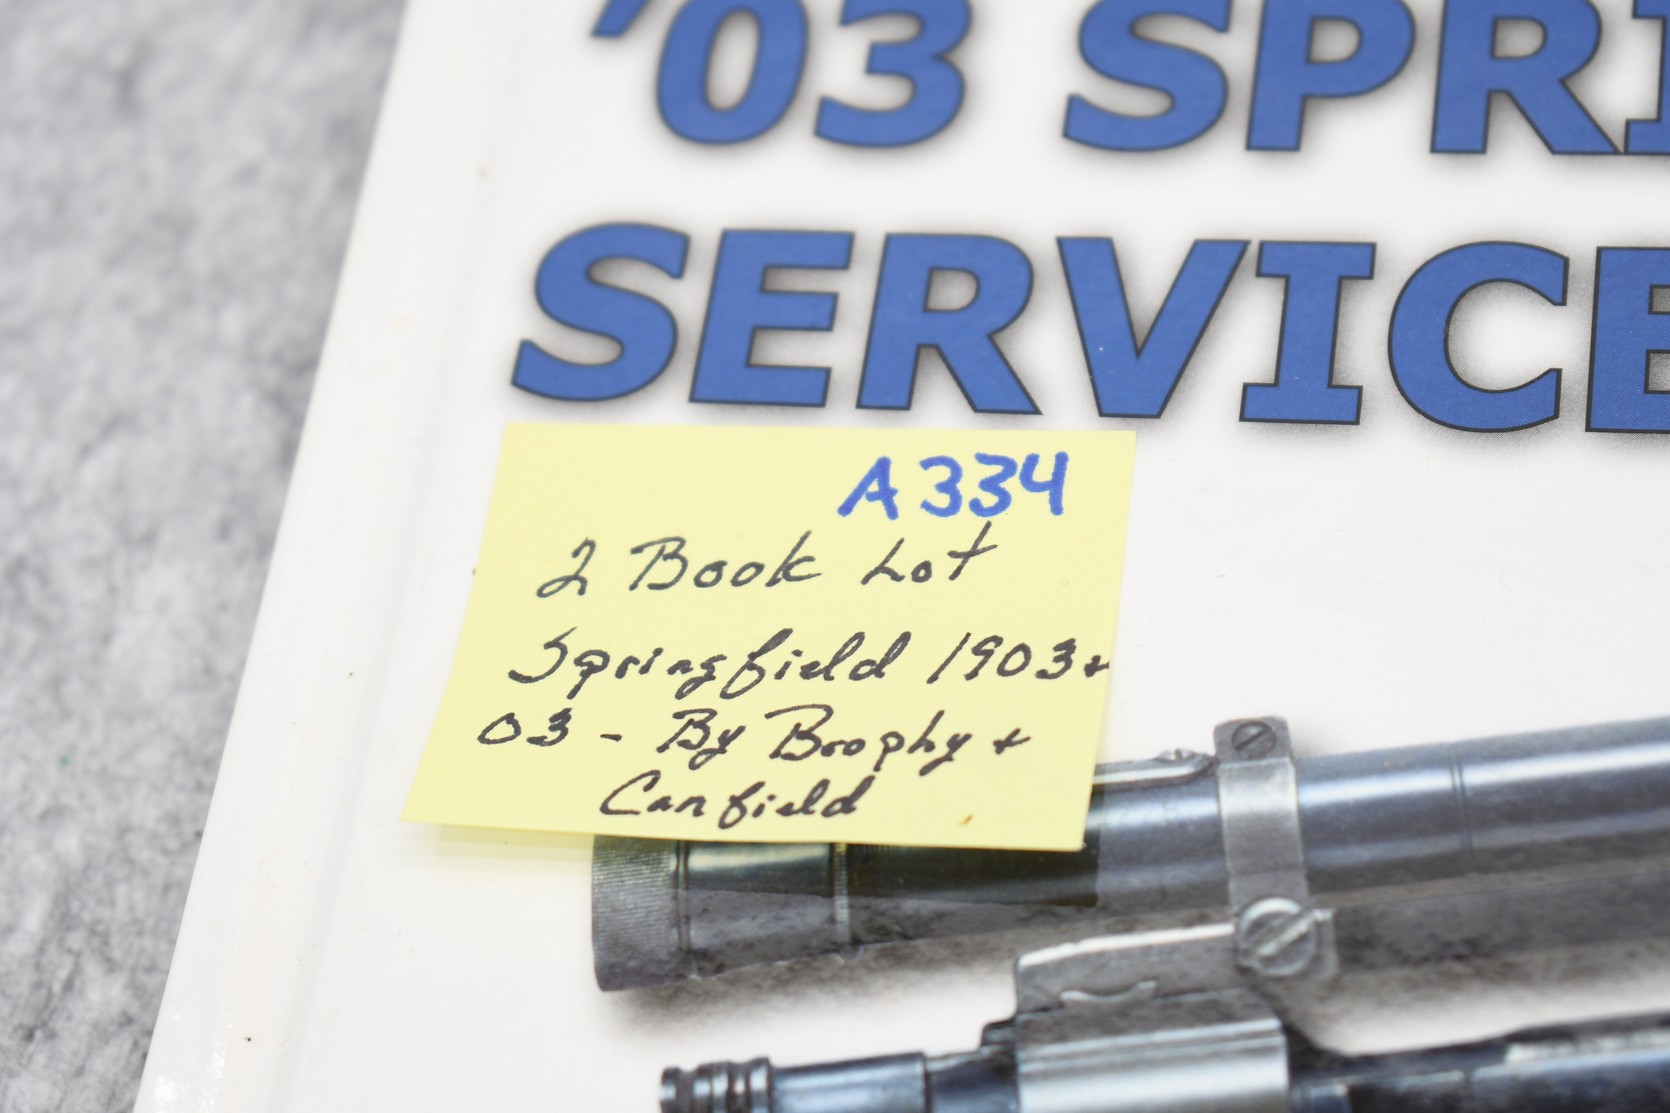 '03 SPRI
SERVICE
A334
2 Book Lot
Springfield 1903 +
03 - By Brophy +
Canfield